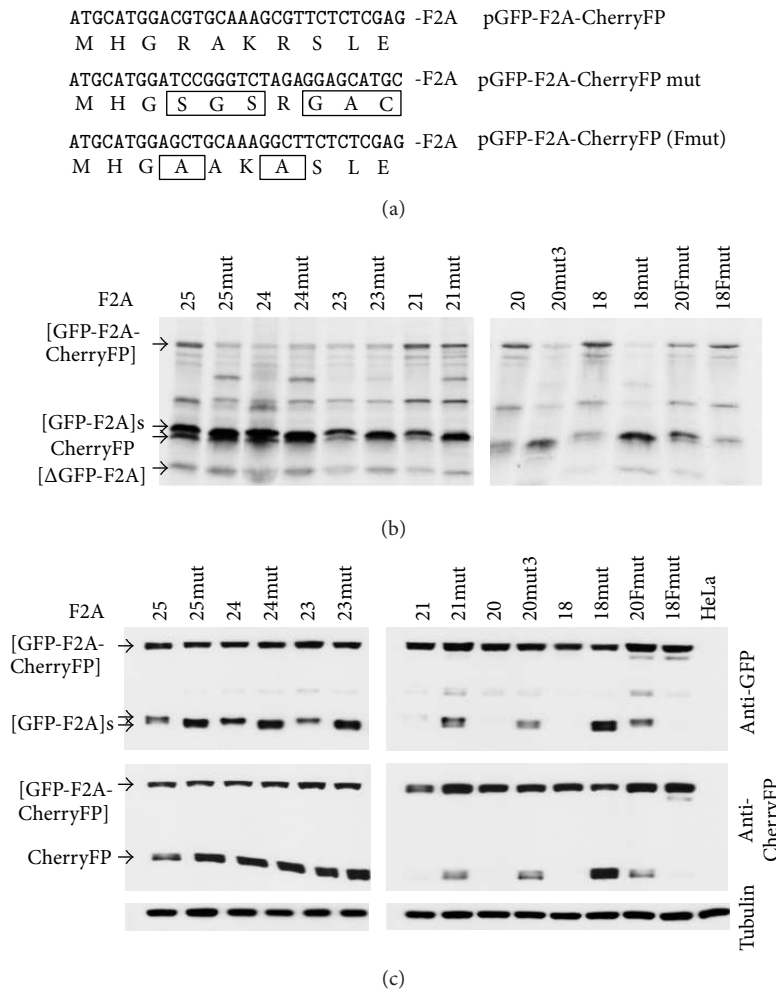 ATGCATGGACGTGCAAAGCGTTCTCTCGAG -F2A pGFP-F2A-CherryFP
M H G R A K R S L E
ATGCATGGATCCGGGTCTAGAGGAGCATGC -F2A pGFP-F2A-CherryFP mut
M H G S G S R G A C
ATGCATGGAGCTGCAAAGGCTTCTCTCGAG -F2A pGFP-F2A-CherryFP (Fmut)
M H G A A K A S L E
(a)
F2A 25 25mut 24 24mut 23 23mut 21 21mut 20 20mut3 18 18mut 20Fmut 18Fmut
[GFP-F2A-
CherryFP]
[GFP-F2A]s
CherryFP
[ΔGFP-F2A]
(b)
F2A 25 25mut 24 24mut 23 23mut 21 21mut 20 20mut3 18 18mut 20Fmut 18Fmut HeLa
[GFP-F2A-
CherryFP]
[GFP-F2A]s
Anti-GFP
[GFP-F2A-
CherryFP]
CherryFP
Anti-
CherryFP
Tubulin
(c)